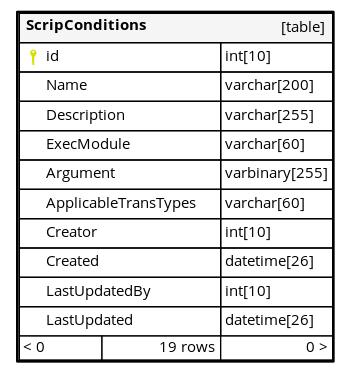 ScripConditions [table]
id int[10]
Name varchar[200]
Description varchar[255]
ExecModule varchar[60]
Argument varbinary[255]
ApplicableTransTypes varchar[60]
Creator int[10]
Created datetime[26]
LastUpdatedBy int[10]
LastUpdated datetime[26]
< 0 19 rows 0 >